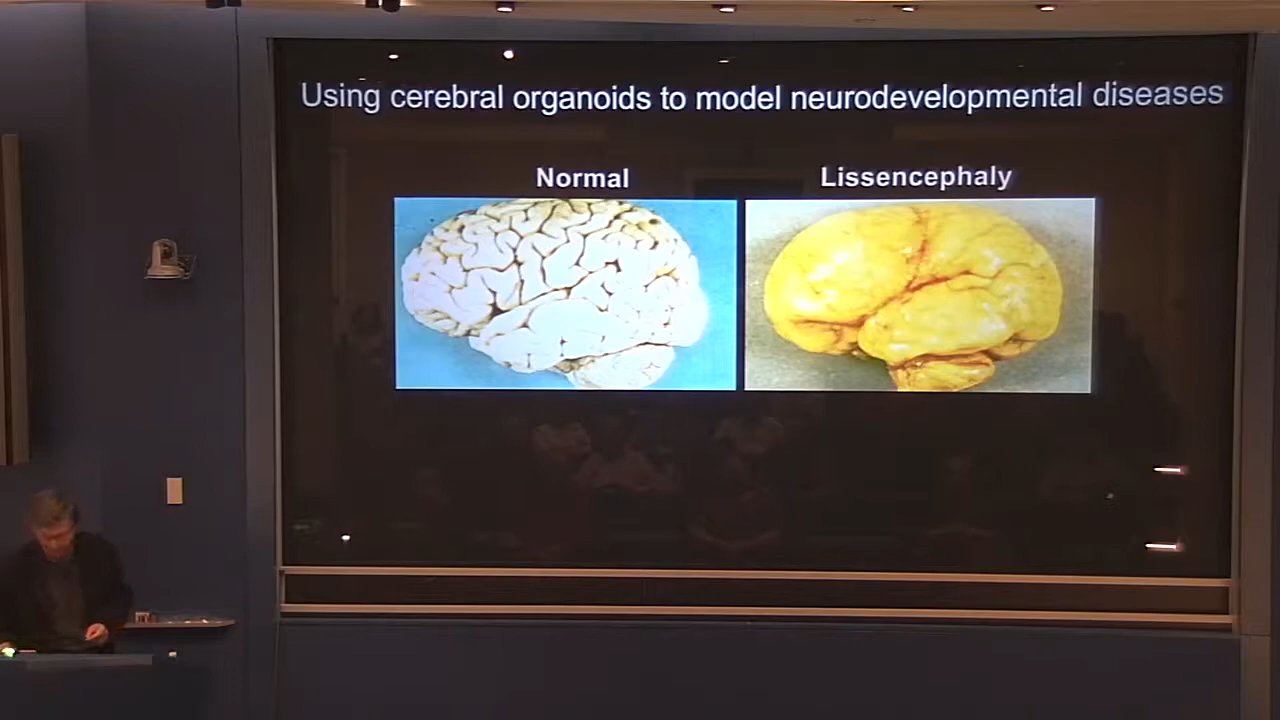 Using cerebral organoids to model neurodevelopmental diseases
Normal
Lissencephaly